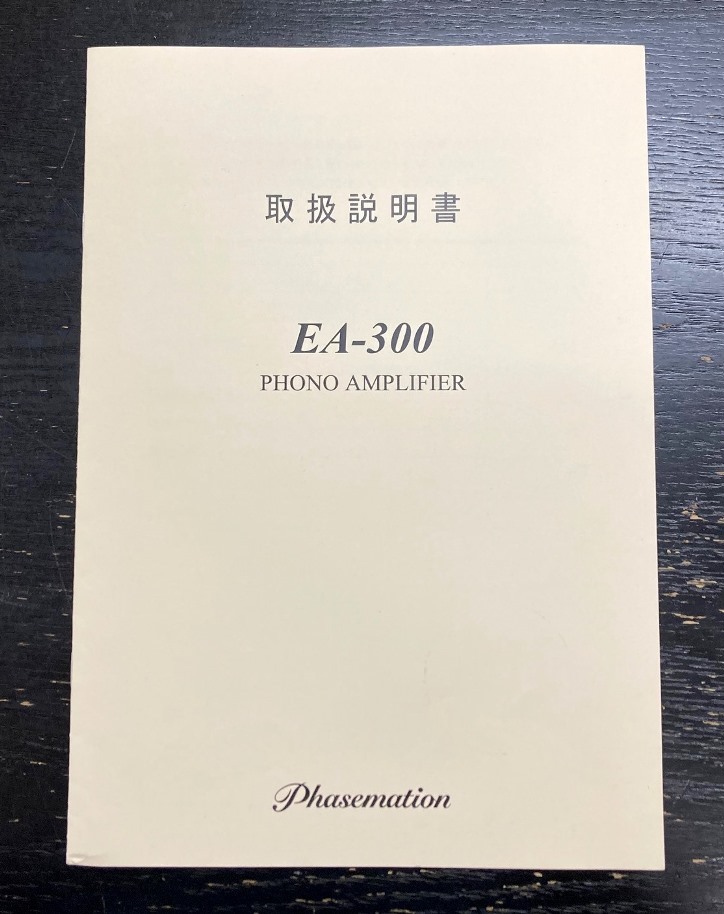 取扱説明書
EA-300
PHONO AMPLIFIER
Phasemation